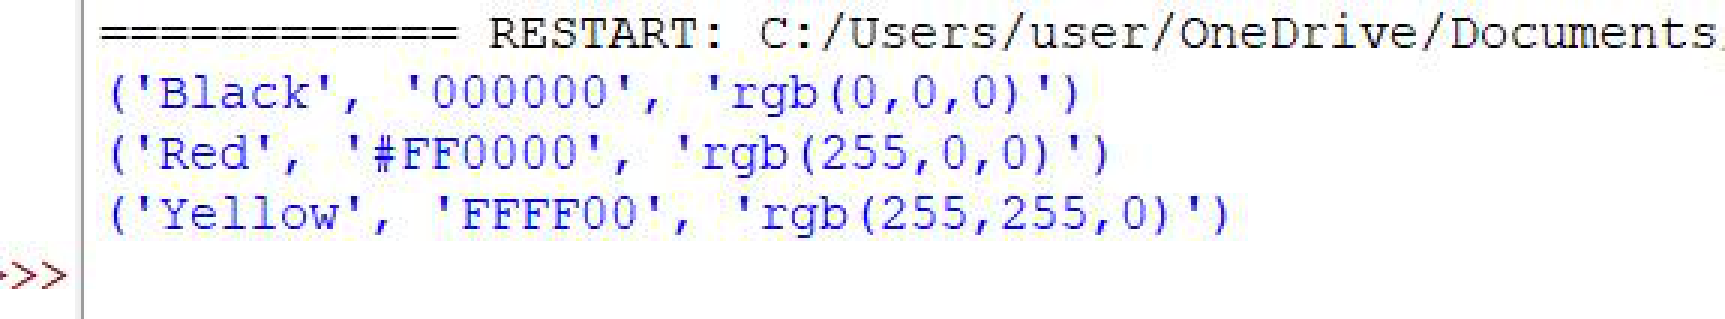 ============ RESTART: C:/Users/user/OneDrive/Documents
('Black', '000000', 'rgb(0,0,0)')
('Red', '#FF0000', 'rgb(255,0,0)')
('Yellow', 'FFFF00', 'rgb(255,255,0)')
>>>